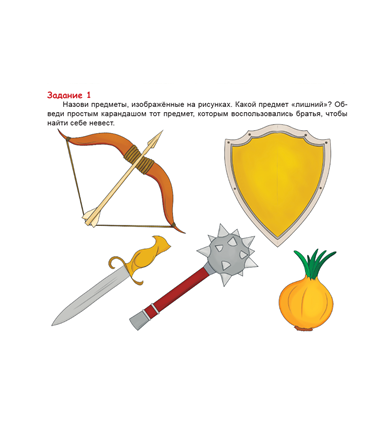 Задание 1
Назови предметы, изображённые на рисунках. Какой предмет «лишний»? Об-
веди простым карандашом тот предмет, которым воспользовались братья, чтобы
найти себе невест.